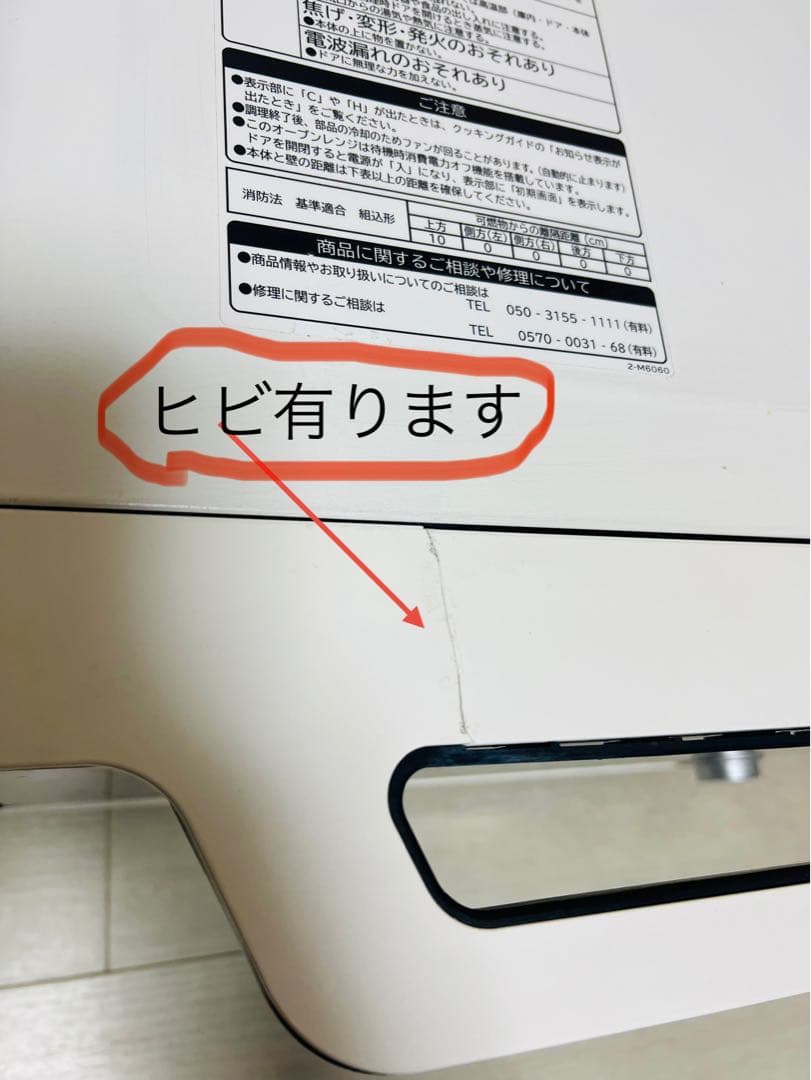 焦げ・変形・発火のおそれあり
●本体の上に物を置かない。
電波漏れのおそれあり
●ドアに無理な力を加えない。
ご注意
●表示部に「C」や「H」が出たときは、クッキングガイドの「お知らせ表示が
出たとき」をご覧ください。
●調理終了後、部品の冷却のためファンが回ることがあります。(自動的に止まります)
●このオーブンレンジは待機時消費電力オフ機能を搭載しています。
ドアを開閉すると電源が「入」になり、表示部に「初期画面」を表示します。
●本体と壁の距離は下表以上の距離を確保してください。
消防法 基準適合 組込形
可燃物からの離隔距離(cm)
上方 側方(左) 側方(右) 後方 下方
10 0 0 0 0
商品に関するご相談や修理について
●商品情報やお取り扱いについてのご相談は
TEL 050-3155-1111(有料)
●修理に関するご相談は
TEL 0570-0031-68(有料)
2-M6060
ヒビ有ります